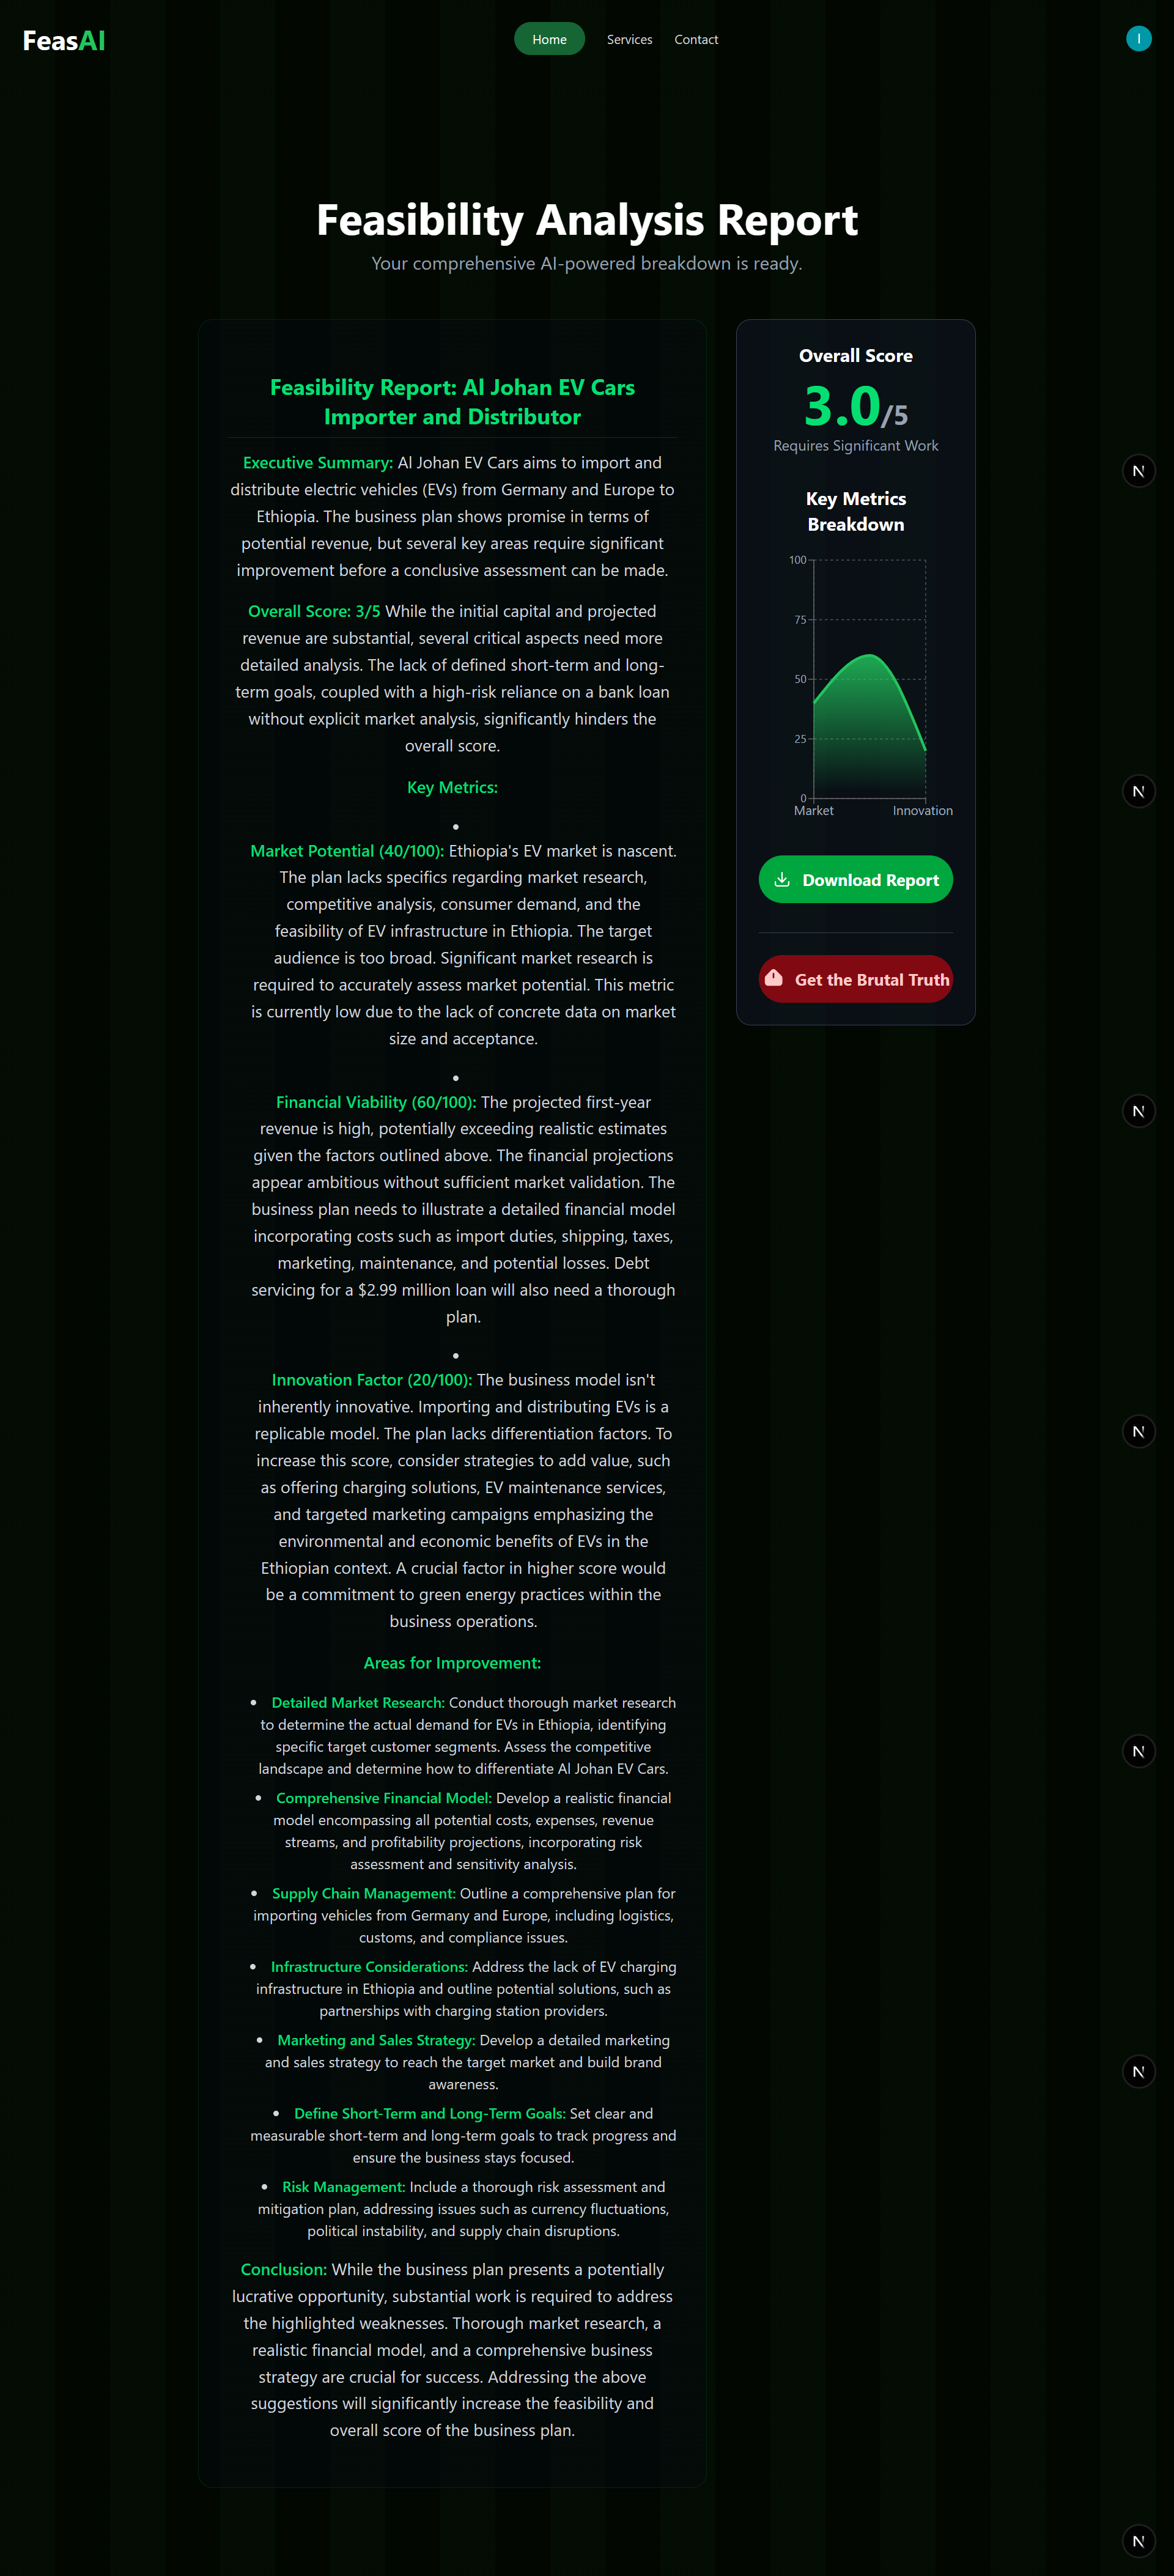 FeasAI
Home
Services
Contact
I
Feasibility Analysis Report
Your comprehensive AI-powered breakdown is ready.
Feasibility Report: Al Johan EV Cars
Importer and Distributor
Executive Summary: Al Johan EV Cars aims to import and
distribute electric vehicles (EVs) from Germany and Europe to
Ethiopia. The business plan shows promise in terms of
potential revenue, but several key areas require significant
improvement before a conclusive assessment can be made.
Overall Score: 3/5 While the initial capital and projected
revenue are substantial, several critical aspects need more
detailed analysis. The lack of defined short-term and long-
term goals, coupled with a high-risk reliance on a bank loan
without explicit market analysis, significantly hinders the
overall score.
Key Metrics:
•
Market Potential (40/100): Ethiopia's EV market is nascent.
The plan lacks specifics regarding market research,
competitive analysis, consumer demand, and the
feasibility of EV infrastructure in Ethiopia. The target
audience is too broad. Significant market research is
required to accurately assess market potential. This metric
is currently low due to the lack of concrete data on market
size and acceptance.
•
Financial Viability (60/100): The projected first-year
revenue is high, potentially exceeding realistic estimates
given the factors outlined above. The financial projections
appear ambitious without sufficient market validation. The
business plan needs to illustrate a detailed financial model
incorporating costs such as import duties, shipping, taxes,
marketing, maintenance, and potential losses. Debt
servicing for a $2.99 million loan will also need a thorough
plan.
•
Innovation Factor (20/100): The business model isn't
inherently innovative. Importing and distributing EVs is a
replicable model. The plan lacks differentiation factors. To
increase this score, consider strategies to add value, such
as offering charging solutions, EV maintenance services,
and targeted marketing campaigns emphasizing the
environmental and economic benefits of EVs in the
Ethiopian context. A crucial factor in higher score would
be a commitment to green energy practices within the
business operations.
Areas for Improvement:
• Detailed Market Research: Conduct thorough market research
to determine the actual demand for EVs in Ethiopia, identifying
specific target customer segments. Assess the competitive
landscape and determine how to differentiate Al Johan EV Cars.
• Comprehensive Financial Model: Develop a realistic financial
model encompassing all potential costs, expenses, revenue
streams, and profitability projections, incorporating risk
assessment and sensitivity analysis.
• Supply Chain Management: Outline a comprehensive plan for
importing vehicles from Germany and Europe, including logistics,
customs, and compliance issues.
• Infrastructure Considerations: Address the lack of EV charging
infrastructure in Ethiopia and outline potential solutions, such as
partnerships with charging station providers.
• Marketing and Sales Strategy: Develop a detailed marketing
and sales strategy to reach the target market and build brand
awareness.
• Define Short-Term and Long-Term Goals: Set clear and
measurable short-term and long-term goals to track progress and
ensure the business stays focused.
• Risk Management: Include a thorough risk assessment and
mitigation plan, addressing issues such as currency fluctuations,
political instability, and supply chain disruptions.
Conclusion: While the business plan presents a potentially
lucrative opportunity, substantial work is required to address
the highlighted weaknesses. Thorough market research, a
realistic financial model, and a comprehensive business
strategy are crucial for success. Addressing the above
suggestions will significantly increase the feasibility and
overall score of the business plan.
Overall Score
3.0/5
Requires Significant Work
Key Metrics
Breakdown
100
75
50
25
0
Market
Innovation
Download Report
Get the Brutal Truth
N
N
N
N
N
N
N